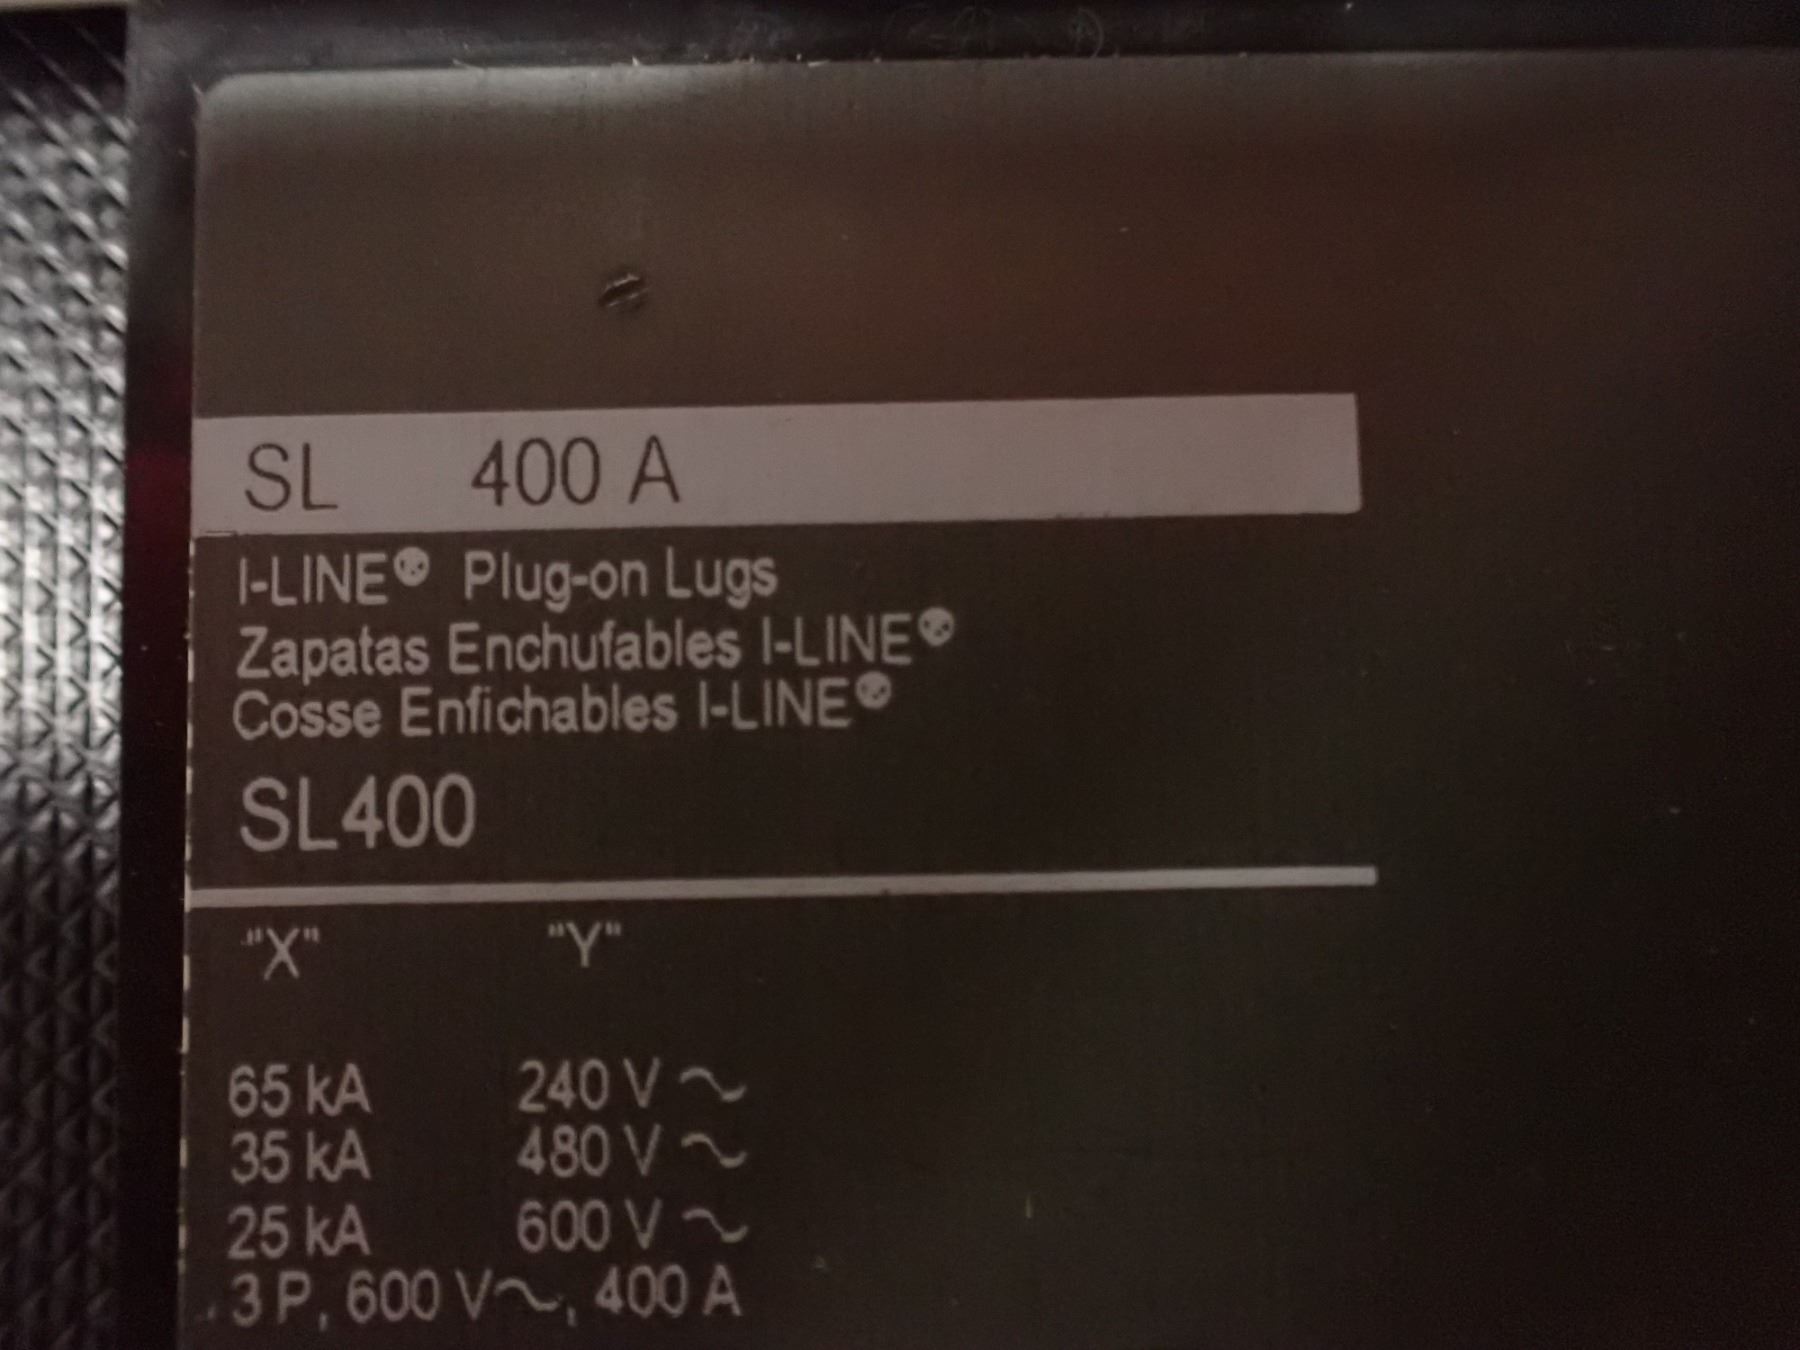 SL 400 A
I-LINE® Plug-on Lugs
Zapatas Enchufables I-LINE®
Cosse Enfichables I-LINE®
SL400
"X" "Y"
65 kA 240 V ~
35 kA 480 V ~
25 kA 600 V ~
3 P, 600 V~, 400 A